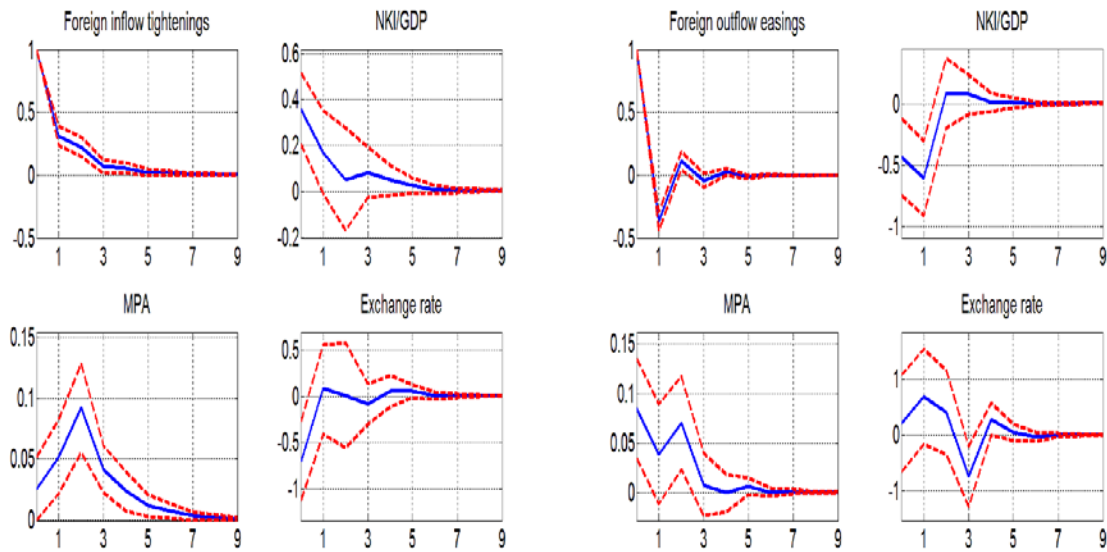 Foreign inflow tightenings
1
0.5
0
-0.5
1 3 5 7 9
NKI/GDP
0.6
0.4
0.2
0
-0.2
1 3 5 7 9
Foreign outflow easings
1
0.5
0
-0.5
1 3 5 7 9
NKI/GDP
0
-0.5
-1
1 3 5 7 9
MPA
0.15
0.1
0.05
0
1 3 5 7 9
Exchange rate
0.5
0
-0.5
-1
1 3 5 7 9
MPA
0.15
0.1
0.05
0
1 3 5 7 9
Exchange rate
1
0
-1
1 3 5 7 9